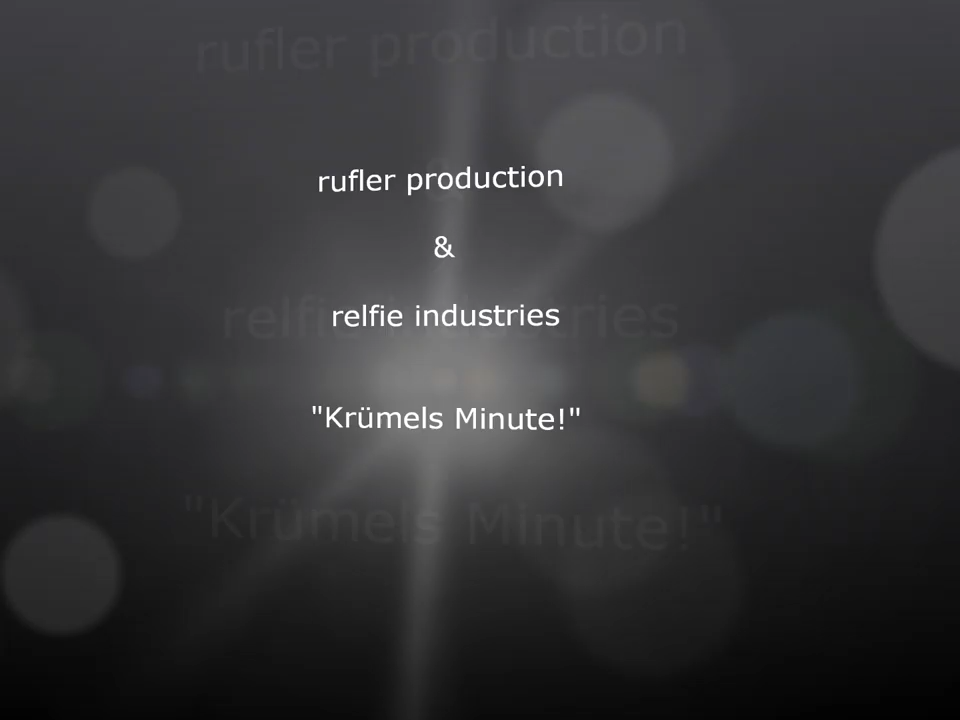 rufler production
&
relfie industries
"Krümels Minute!"